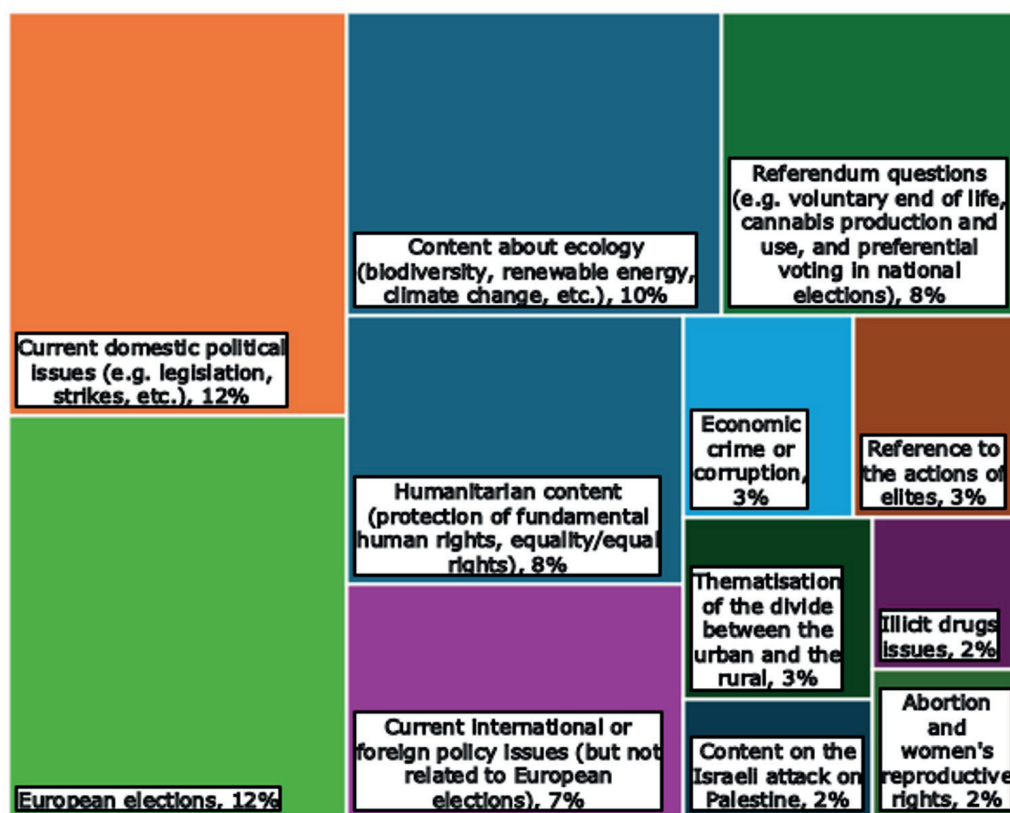 Current domestic political
issues (e.g. legislation,
strikes, etc.), 12%
European elections, 12%
Content about ecology
(biodiversity, renewable energy,
climate change, etc.), 10%
Referendum questions
(e.g. voluntary end of life,
cannabis production and
use, and preferential
voting in national
elections), 8%
Humanitarian content
(protection of fundamental
human rights, equality/equal
rights), 8%
Current international or
foreign policy issues (but not
related to European
elections), 7%
Economic
crime or
corruption,
3%
Reference to
the actions of
elites, 3%
Thematisation
of the divide
between the
urban and the
rural, 3%
Illicit drugs
issues, 2%
Content on the
Israeli attack on
Palestine, 2%
Abortion
and
women's
reproductive
rights, 2%